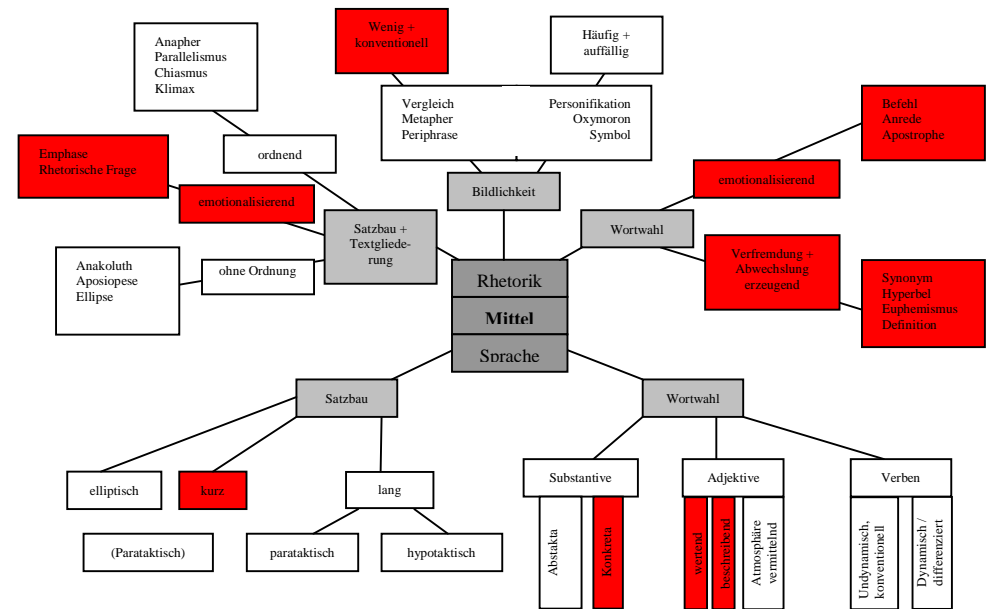 Wenig +
konventionell
Häufig +
auffällig
Anapher
Parallelismus
Chiasmus
Klimax
Vergleich
Metapher
Periphrase
Personifikation
Oxymoron
Symbol
Befehl
Anrede
Apostrophe
Emphase
Rhetorische Frage
ordnend
emotionalisierend
Bildlichkeit
emotionalisierend
Satzbau +
Textgliede-
rung
Wortwahl
Anakoluth
Aposiopese
Ellipse
ohne Ordnung
Verfremdung +
Abwechslung
erzeugend
Synonym
Hyperbel
Euphemismus
Definition
Rhetorik
Mittel
Sprache
Satzbau
Wortwahl
elliptisch
kurz
lang
Substantive
Adjektive
Verben
(Parataktisch)
parataktisch
hypotaktisch
Abstakta
Konkreta
wertend
beschreibend
Atmosphäre
vermittelnd
Undynamisch,
konventionell
Dynamisch /
differenziert